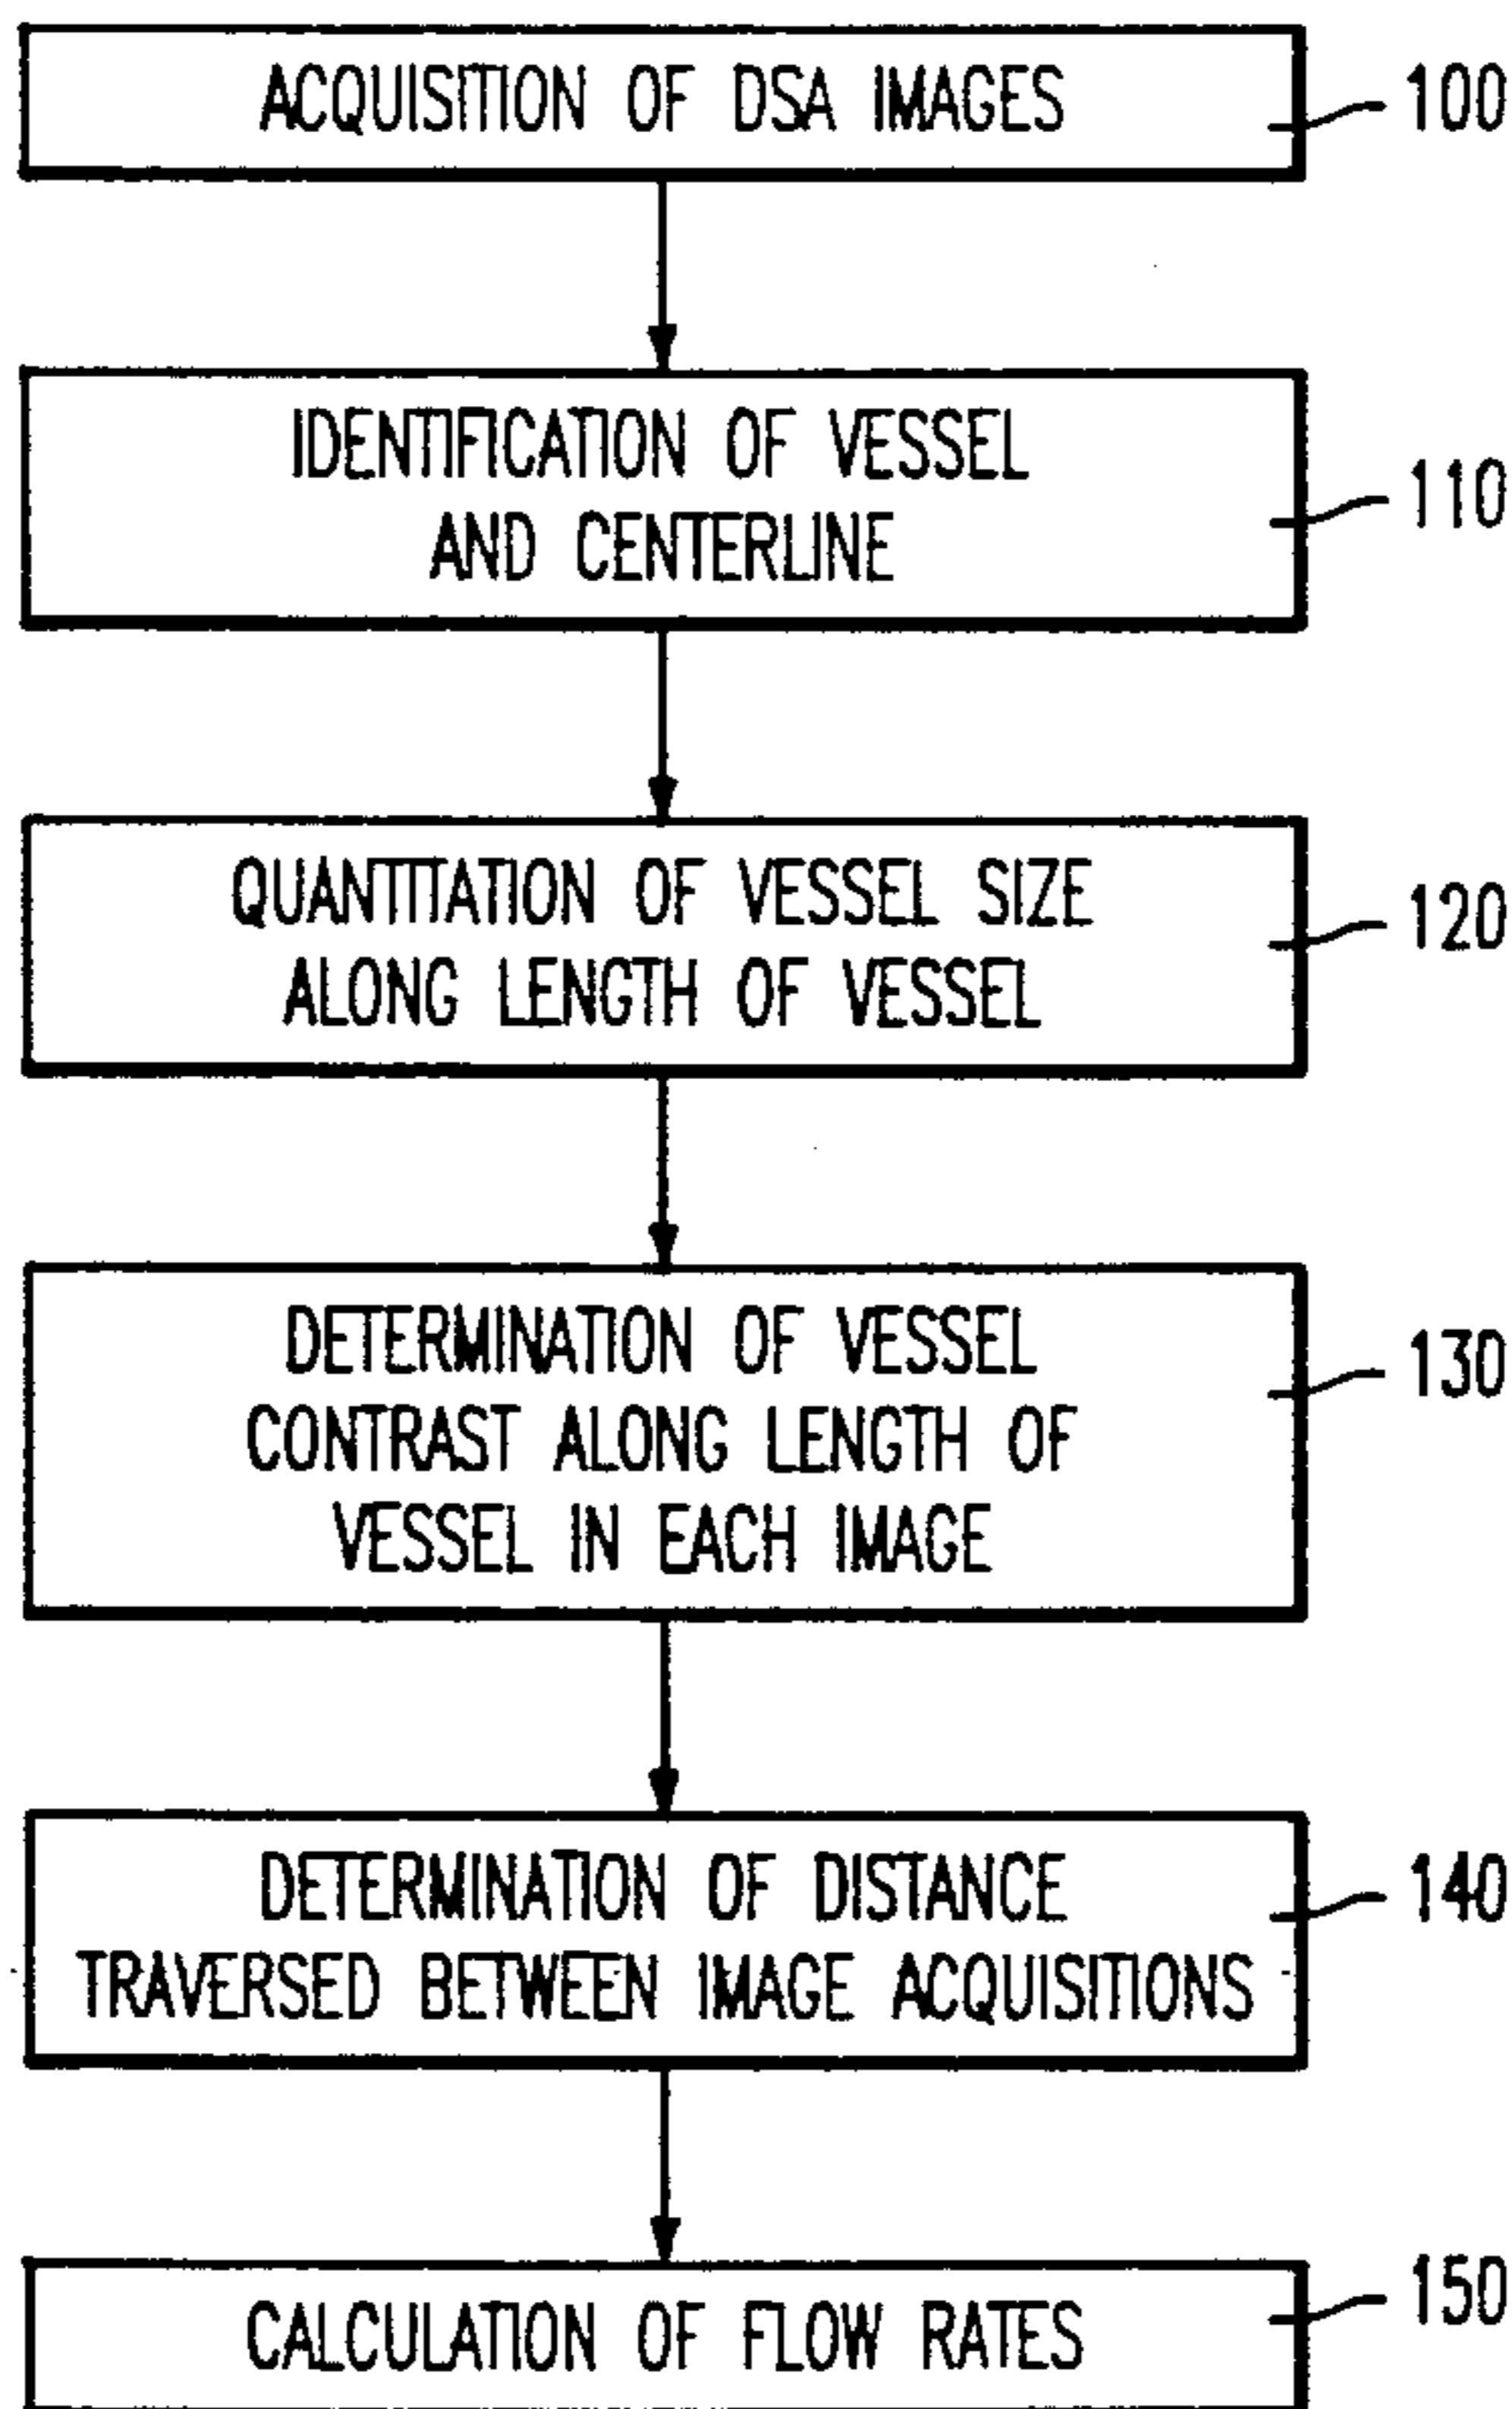 ACQUISITION OF DSA IMAGES
100
IDENTIFICATION OF VESSEL
AND CENTERLINE
110
QUANTITATION OF VESSEL SIZE
ALONG LENGTH OF VESSEL
120
DETERMINATION OF VESSEL
CONTRAST ALONG LENGTH OF
VESSEL IN EACH IMAGE
130
DETERMINATION OF DISTANCE
TRAVERSED BETWEEN IMAGE ACQUISITIONS
140
CALCULATION OF FLOW RATES
150